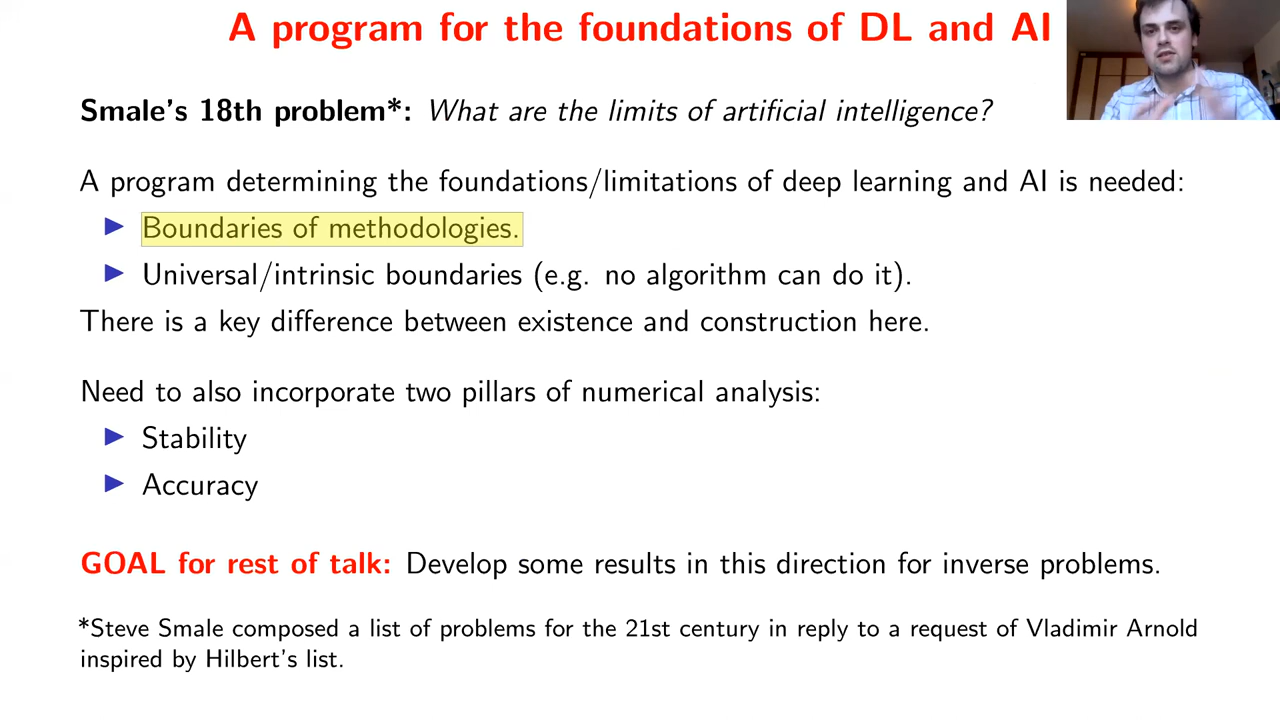 A program for the foundations of DL and AI
Smale's 18th problem*: What are the limits of artificial intelligence?
A program determining the foundations/limitations of deep learning and AI is needed:
Boundaries of methodologies.
Universal/intrinsic boundaries (e.g. no algorithm can do it).
There is a key difference between existence and construction here.
Need to also incorporate two pillars of numerical analysis:
Stability
Accuracy
GOAL for rest of talk: Develop some results in this direction for inverse problems.
*Steve Smale composed a list of problems for the 21st century in reply to a request of Vladimir Arnold
inspired by Hilbert's list.